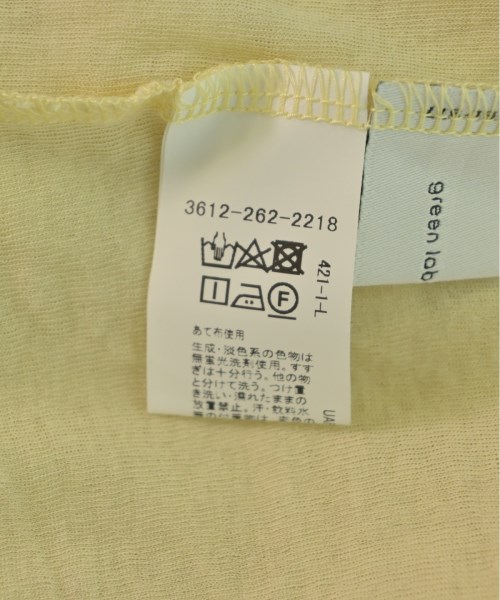 3612-262-2218
421-1-L
F
あて布使用
生成・淡色系の色物は
無蛍光洗剤使用。すす
ぎは十分行う。他の物
と分けて洗う。つけ置
き洗い・濡れたままの
放置禁止。汗・飲料水
UA
green lab